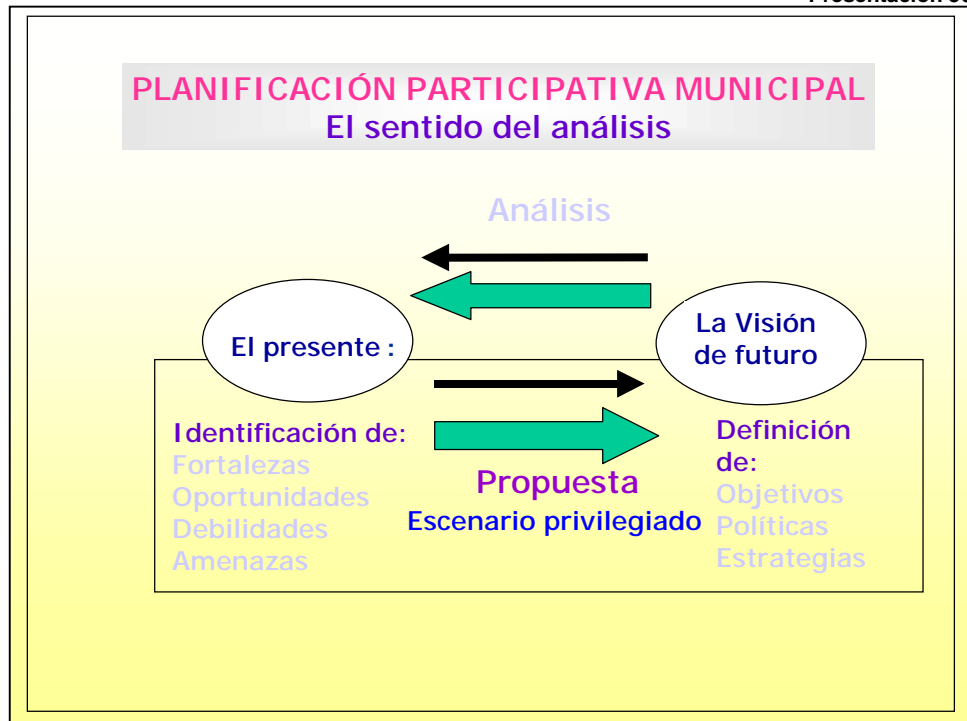 PLANIFICACIÓN PARTICIPATIVA MUNICIPAL
El sentido del análisis
Análisis
El presente :
La Visión
de futuro
Identificación de:
Fortalezas
Oportunidades
Debilidades
Amenazas
Propuesta
Escenario privilegiado
Definición
de:
Objetivos
Políticas
Estrategias